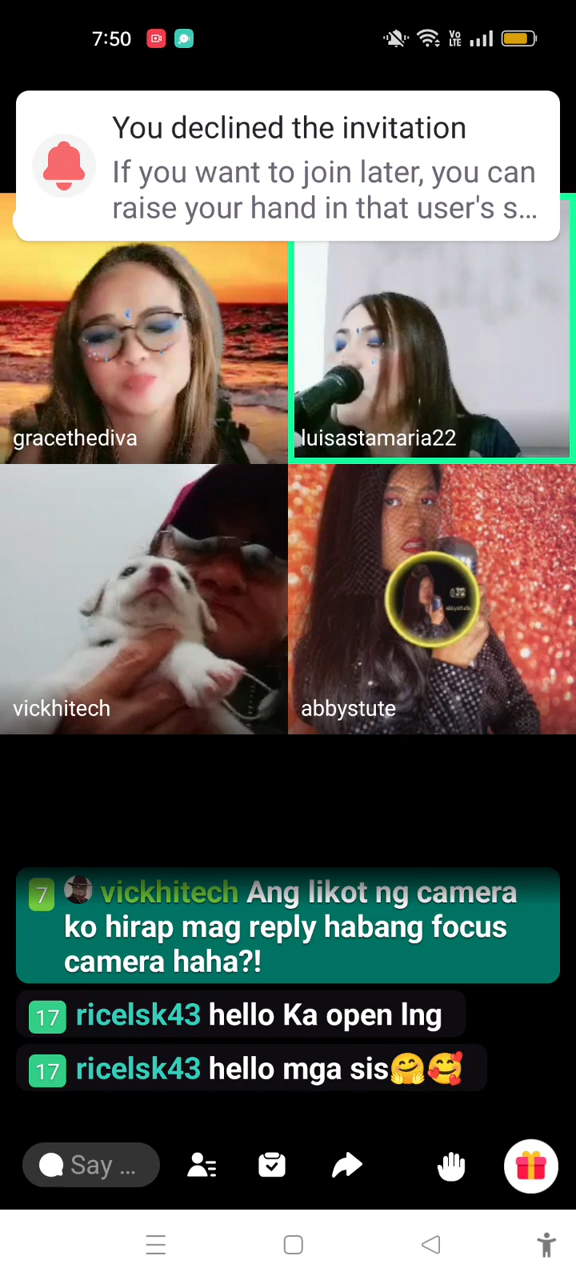 7:50
Vo
LTE
You declined the invitation
If you want to join later, you can
raise your hand in that user's s...
gracethediva
luisastamaria22
vickhitech
abbystute
7 vickhitech Ang likot ng camera
ko hirap mag reply habang focus
camera haha?!
17 ricelsk43 hello Ka open lng
17 ricelsk43 hello mga sis🤗🥰
Say ...